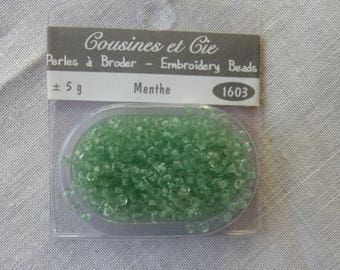 Cousines et Cie
Perles à Broder - Embroidery Beads
± 5 g Menthe 1603